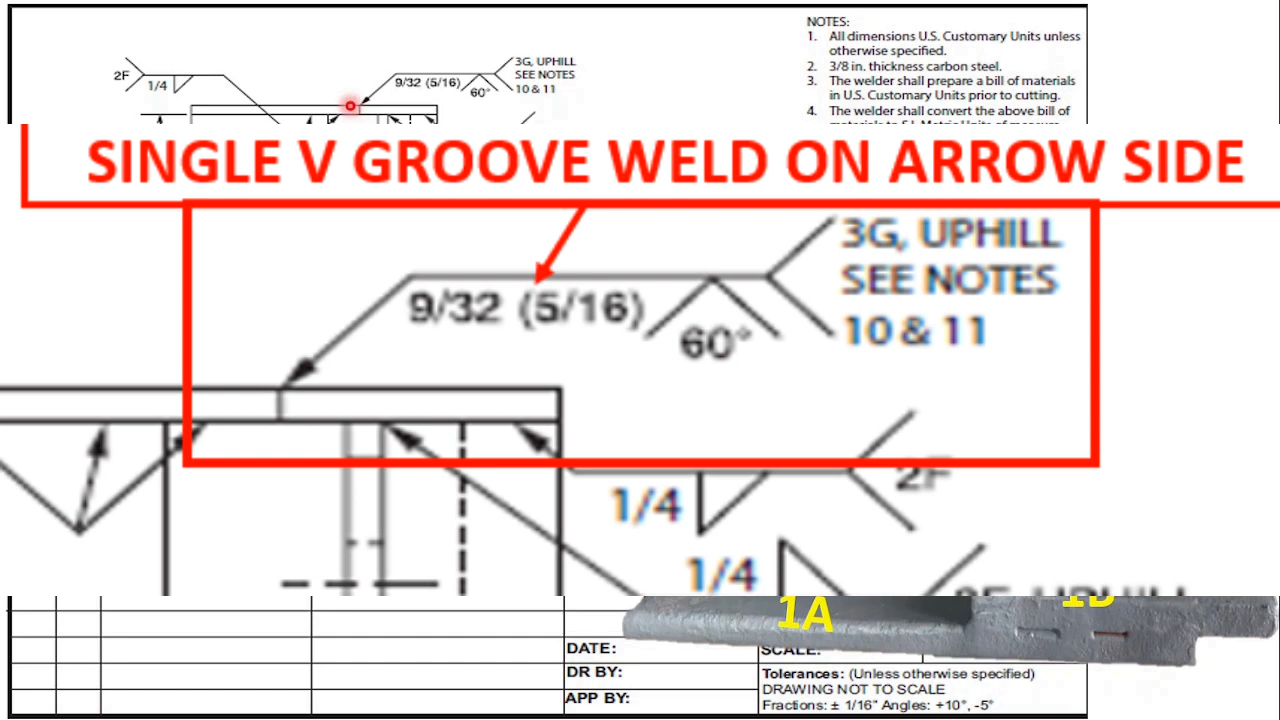 NOTES:
1. All dimensions U.S. Customary Units unless
otherwise specified.
2. 3/8 in. thickness carbon steel.
3. The welder shall prepare a bill of materials
in U.S. Customary Units prior to cutting.
4. The welder shall convert the above bill of
2F
1/4
9/32 (5/16)
60°
3G, UPHILL
SEE NOTES
10 & 11
SINGLE V GROOVE WELD ON ARROW SIDE
3G, UPHILL
SEE NOTES
10 & 11
9/32 (5/16)
60°
2F
1/4
1/4
1A
DATE:
SCALE:
DR BY:
APP BY:
Tolerances: (Unless otherwise specified)
DRAWING NOT TO SCALE
Fractions: ± 1/16" Angles: +10°, -5°